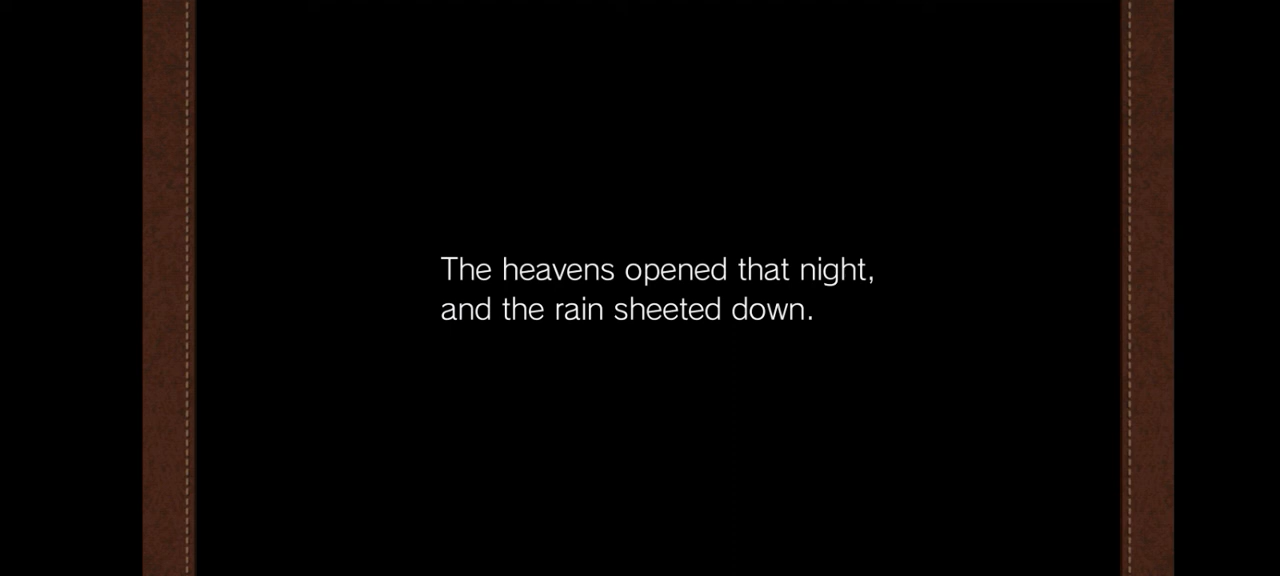 The heavens opened that night,
and the rain sheeted down.